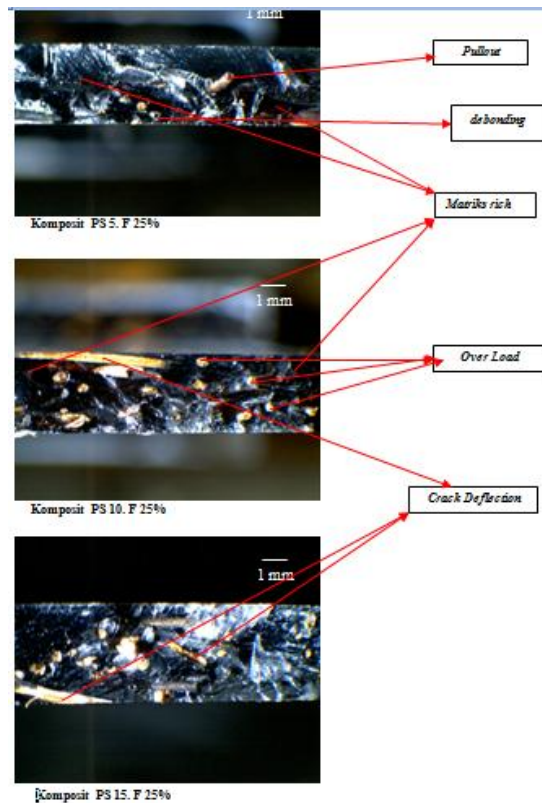 1 mm
Pullout
debonding
Matriks rich
Komposit PS 5. F 25%
1 mm
Over Load
Crack Deflection
Komposit PS 10. F 25%
1 mm
Komposit PS 15. F 25%